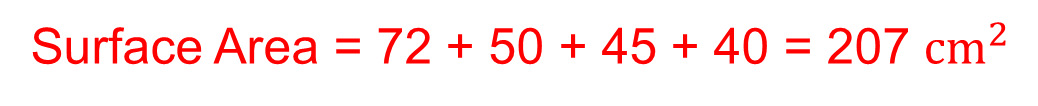 Surface Area = 72 + 50 + 45 + 40 = 207 cm²